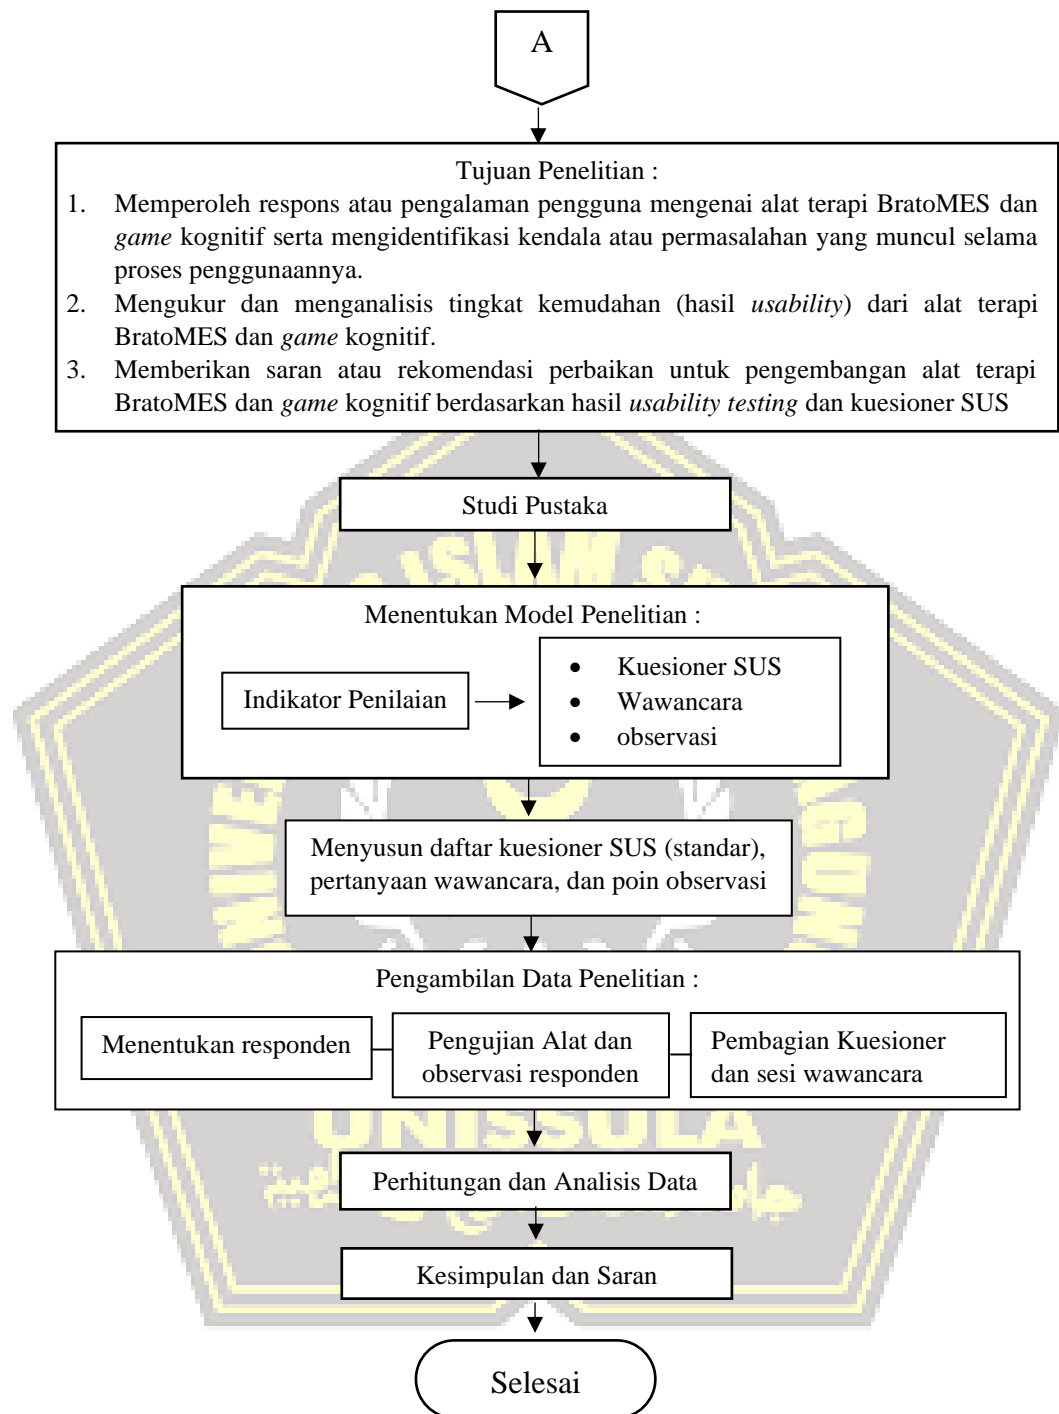 A
Tujuan Penelitian :
1. Memperoleh respons atau pengalaman pengguna mengenai alat terapi BratoMES dan
game kognitif serta mengidentifikasi kendala atau permasalahan yang muncul selama
proses penggunaannya.
2. Mengukur dan menganalisis tingkat kemudahan (hasil usability) dari alat terapi
BratoMES dan game kognitif.
3. Memberikan saran atau rekomendasi perbaikan untuk pengembangan alat terapi
BratoMES dan game kognitif berdasarkan hasil usability testing dan kuesioner SUS
Studi Pustaka
ISLAM
Menentukan Model Penelitian :
Indikator Penilaian
• Kuesioner SUS
• Wawancara
• observasi
Menyusun daftar kuesioner SUS (standar),
pertanyaan wawancara, dan poin observasi
Pengambilan Data Penelitian :
Menentukan responden
Pengujian Alat dan
observasi responden
Pembagian Kuesioner
dan sesi wawancara
UNISSULA
Perhitungan dan Analisis Data
Kesimpulan dan Saran
Selesai